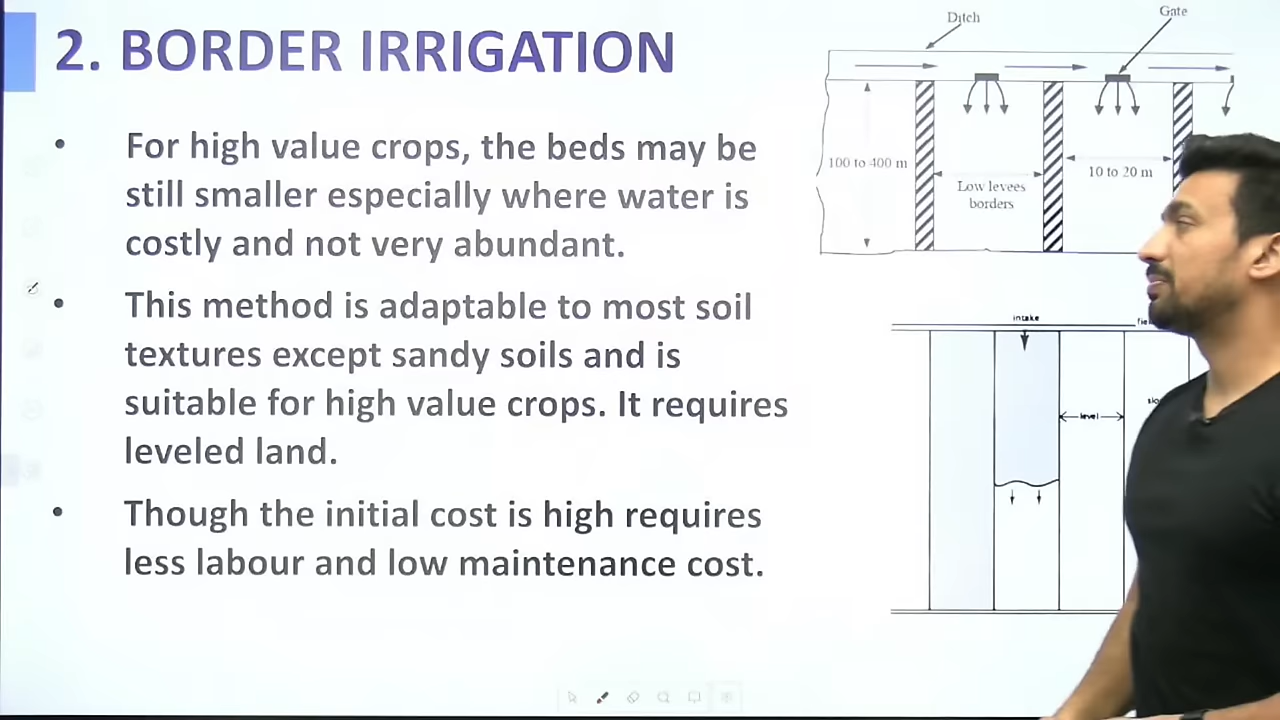 2. BORDER IRRIGATION
• For high value crops, the beds may be
still smaller especially where water is
costly and not very abundant.
• This method is adaptable to most soil
textures except sandy soils and is
suitable for high value crops. It requires
leveled land.
• Though the initial cost is high requires
less labour and low maintenance cost.
Ditch
Gate
100 to 400 m
Low levees
borders
10 to 20 m
intake
level